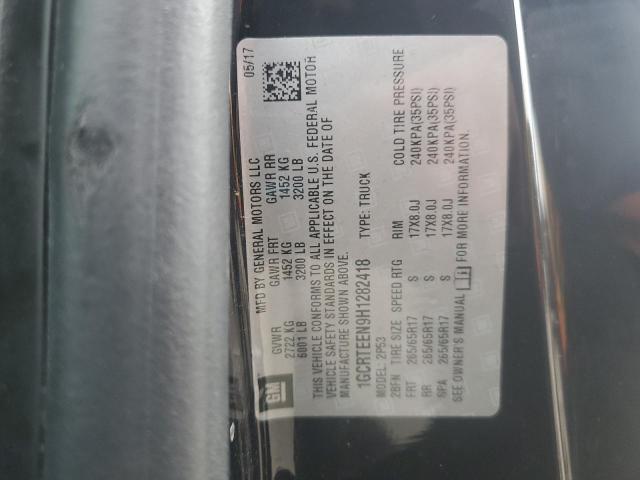 GM
MFD BY GENERAL MOTORS LLC
05/17
GVWR GAWR FRT GAWR RR
2722 KG 1452 KG 1452 KG
6001 LB 3200 LB 3200 LB
THIS VEHICLE CONFORMS TO ALL APPLICABLE U.S. FEDERAL MOTOR
VEHICLE SAFETY STANDARDS IN EFFECT ON THE DATE OF
MANUFACTURE SHOWN ABOVE.
1GCRTEEN9H1282418 TYPE: TRUCK
MODEL: 2P53
2BFN TIRE SIZE SPEED RTG RIM COLD TIRE PRESSURE
FRT 265/65R17 S 17X8.0J 240KPA(35PSI)
RR 265/65R17 S 17X8.0J 240KPA(35PSI)
SPA 265/65R17 S 17X8.0J 240KPA(35PSI)
SEE OWNER'S MANUAL FOR MORE INFORMATION.